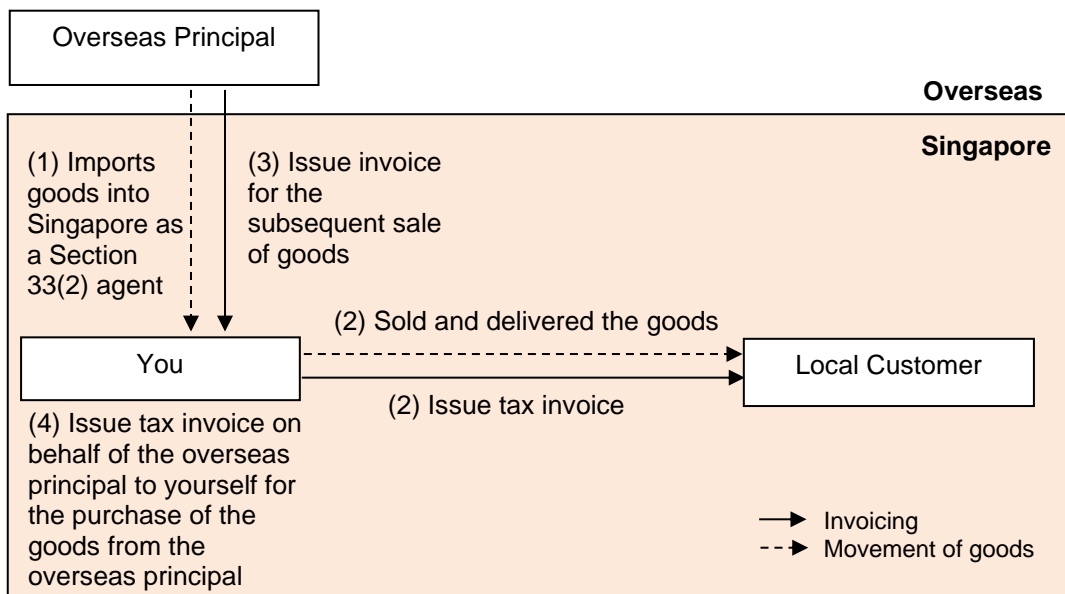 Overseas Principal
Overseas
Singapore
(1) Imports
goods into
Singapore as
a Section
33(2) agent
(3) Issue invoice
for the
subsequent sale
of goods
(2) Sold and delivered the goods
You
Local Customer
(2) Issue tax invoice
(4) Issue tax invoice on
behalf of the overseas
principal to yourself for
the purchase of the
goods from the
overseas principal
Invoicing
Movement of goods